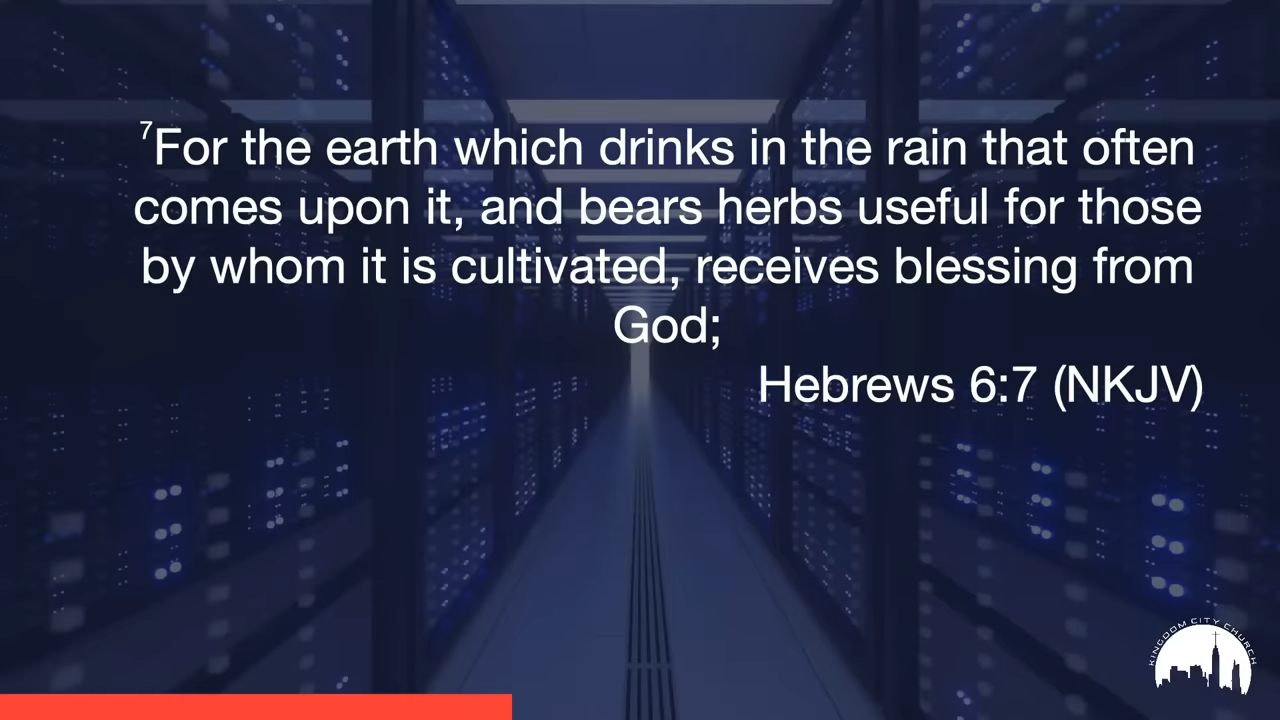 7For the earth which drinks in the rain that often
comes upon it, and bears herbs useful for those
by whom it is cultivated, receives blessing from
God;
Hebrews 6:7 (NKJV)
KINGDOM CITY CHURCH